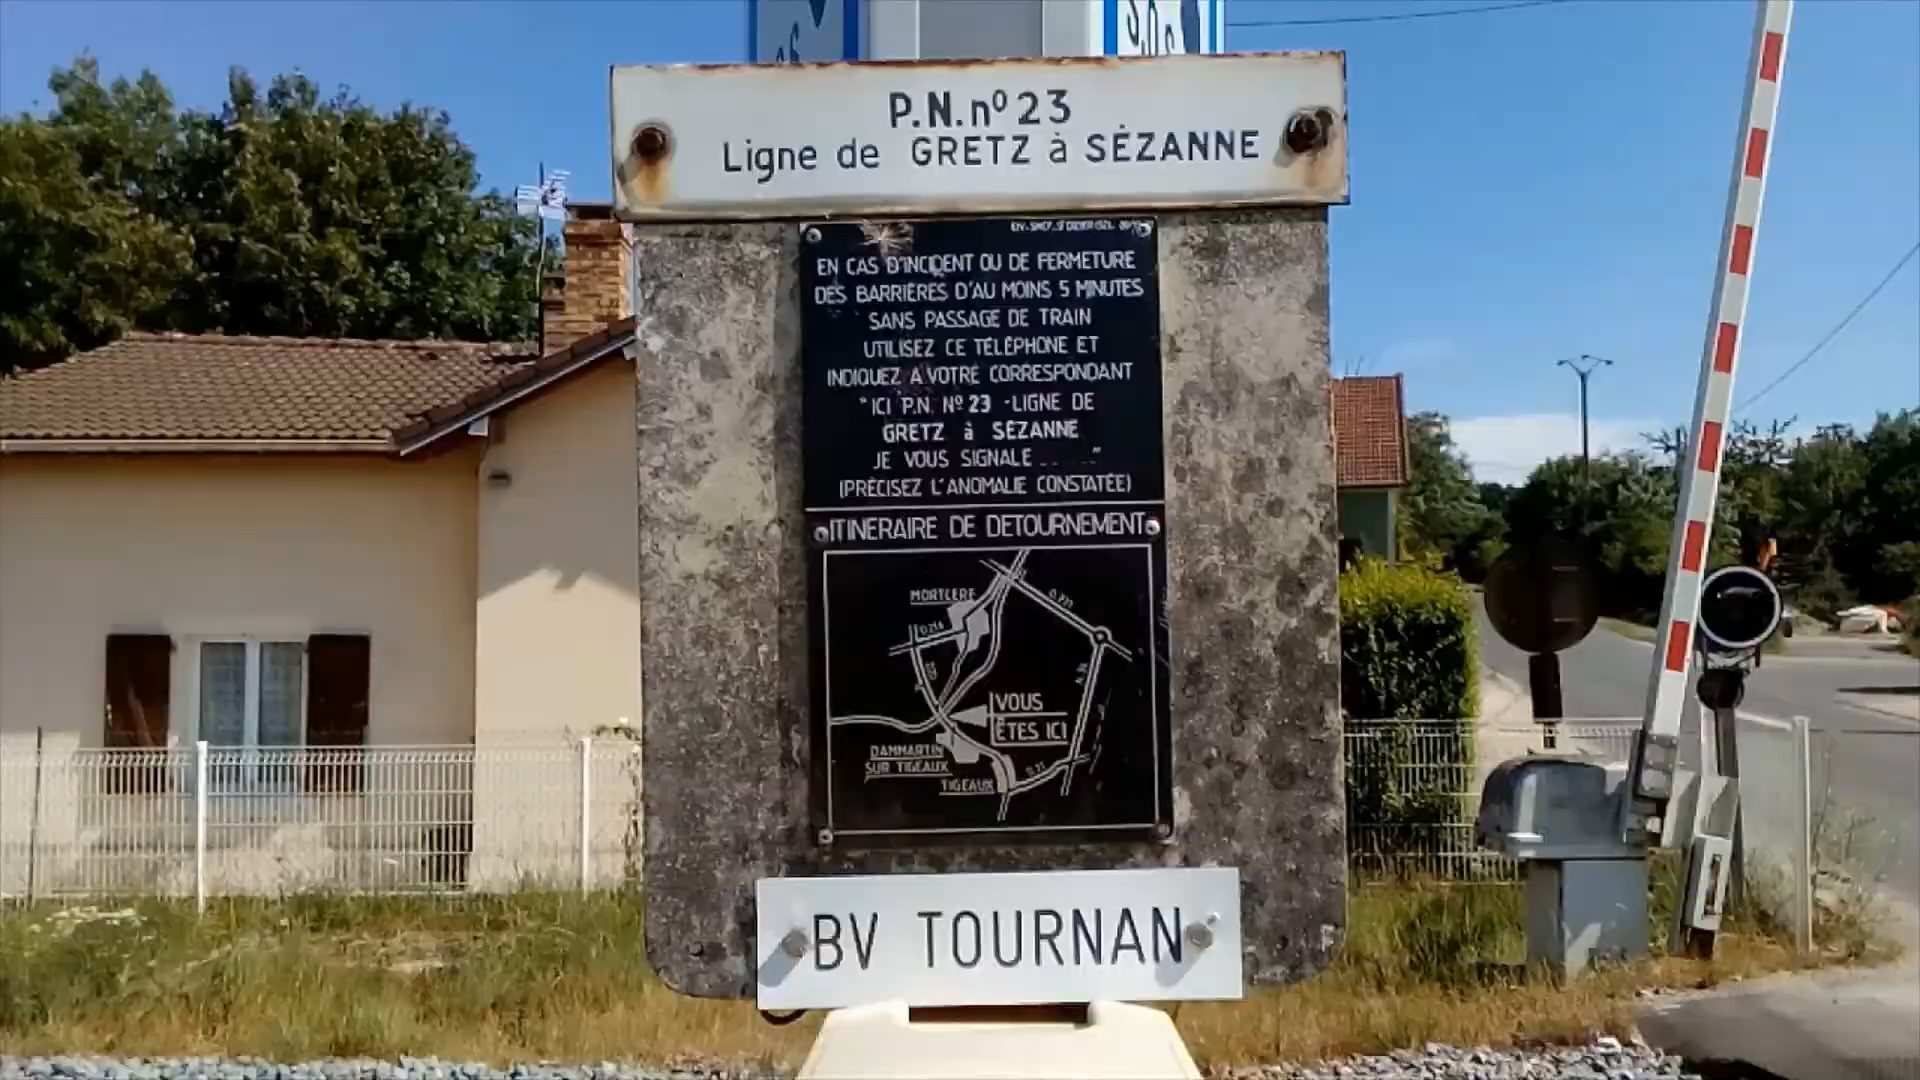 S.O.S
P.N. nº 23
Ligne de GRETZ à SÉZANNE
EN CAS D'INCIDENT OU DE FERMETURE
DES BARRIÈRES D'AU MOINS 5 MINUTES
SANS PASSAGE DE TRAIN
UTILISEZ CE TÉLÉPHONE ET
INDIQUEZ A VOTRE CORRESPONDANT
"ICI P.N. Nº 23 -LIGNE DE
GRETZ à SÉZANNE
JE VOUS SIGNALE ...... "
(PRÉCISEZ L'ANOMALIE CONSTATÉE)
ITINERAIRE DE DETOURNEMENT
MORTCERF
VOUS
ÊTES ICI
DAMMARTIN
SUR TIGEAUX
TIGEAUX
BV TOURNAN